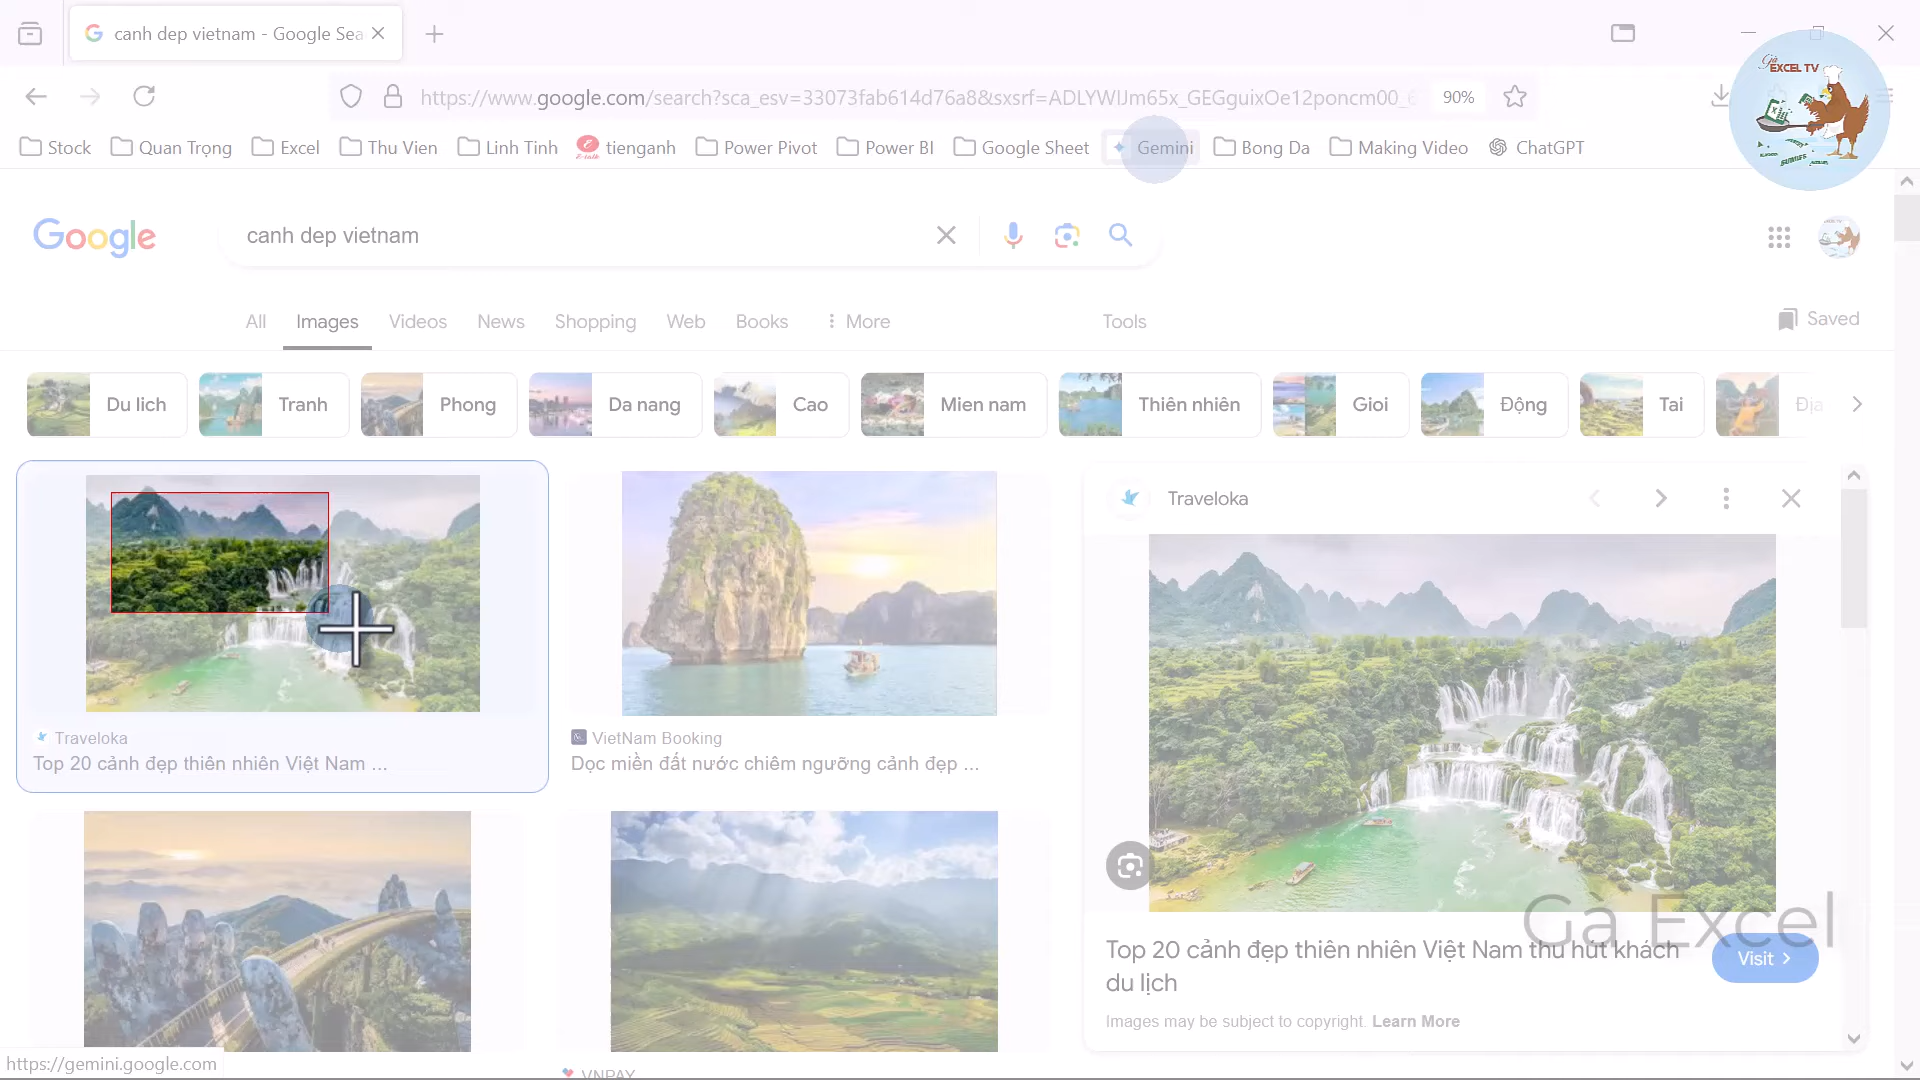 canh dep vietnam - Google Sea
EXCEL TV
https://www.google.com/search?sca_esv=33073fab614d76a8&sxsrf=ADLYWIJm65x_GEGguixOe12poncm00_6
90%
Stock
Quan Trọng
Excel
Thu Vien
Linh Tinh
tienganh
Power Pivot
Power BI
Google Sheet
Gemini
Bong Da
Making Video
ChatGPT
Google
canh dep vietnam
All
Images
Videos
News
Shopping
Web
Books
More
Tools
Saved
Du lich
Tranh
Phong
Da nang
Cao
Mien nam
Thiên nhiên
Gioi
Động
Tai
Địa
Traveloka
Traveloka
Top 20 cảnh đẹp thiên nhiên Việt Nam ...
VietNam Booking
Dọc miền đất nước chiêm ngưỡng cảnh đẹp ...
Gà Excel
Top 20 cảnh đẹp thiên nhiên Việt Nam thu hút khách
du lịch
Visit
Images may be subject to copyright. Learn More
https://gemini.google.com
VNPAY